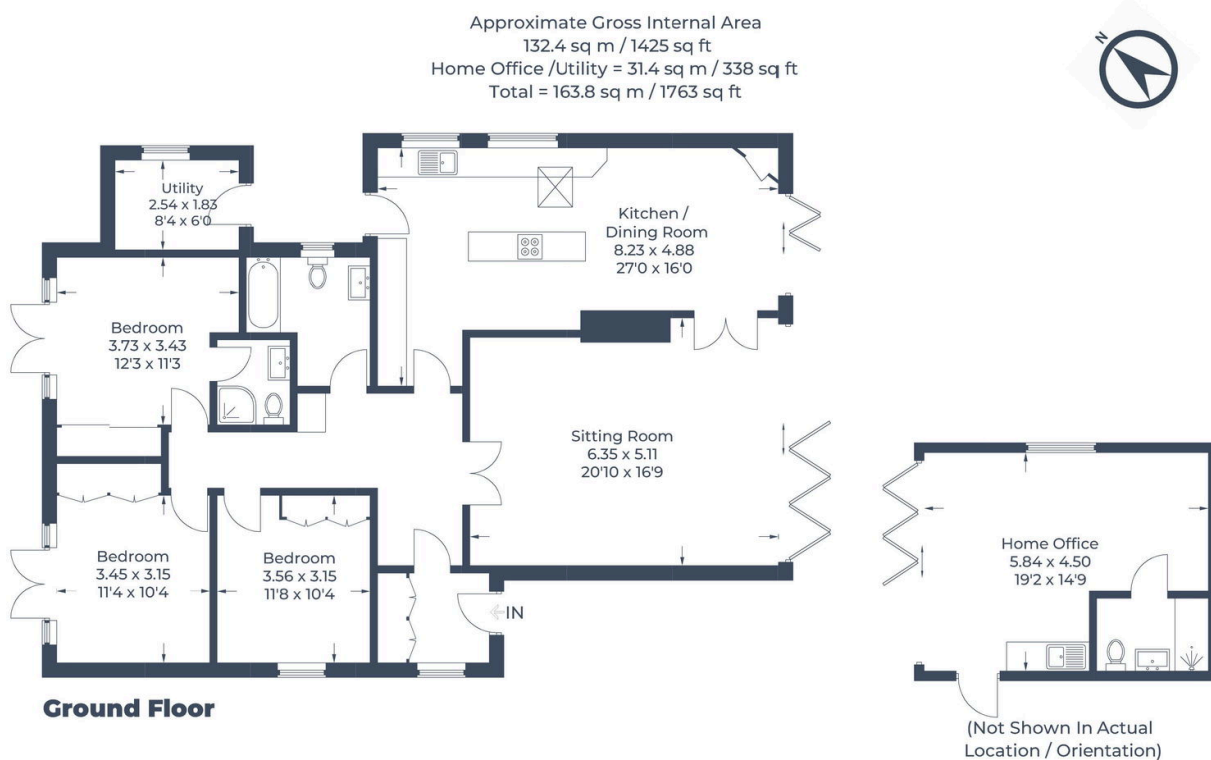 Approximate Gross Internal Area
132.4 sq m / 1425 sq ft
Home Office /Utility = 31.4 sq m / 338 sq ft
Total = 163.8 sq m / 1763 sq ft
N
Utility
2.54 x 1.83
8'4 x 6'0
Kitchen /
Dining Room
8.23 x 4.88
27'0 x 16'0
Bedroom
3.73 x 3.43
12'3 x 11'3
Sitting Room
6.35 x 5.11
20'10 x 16'9
Bedroom
3.45 x 3.15
11'4 x 10'4
Bedroom
3.56 x 3.15
11'8 x 10'4
IN
Home Office
5.84 x 4.50
19'2 x 14'9
Ground Floor
(Not Shown In Actual
Location / Orientation)